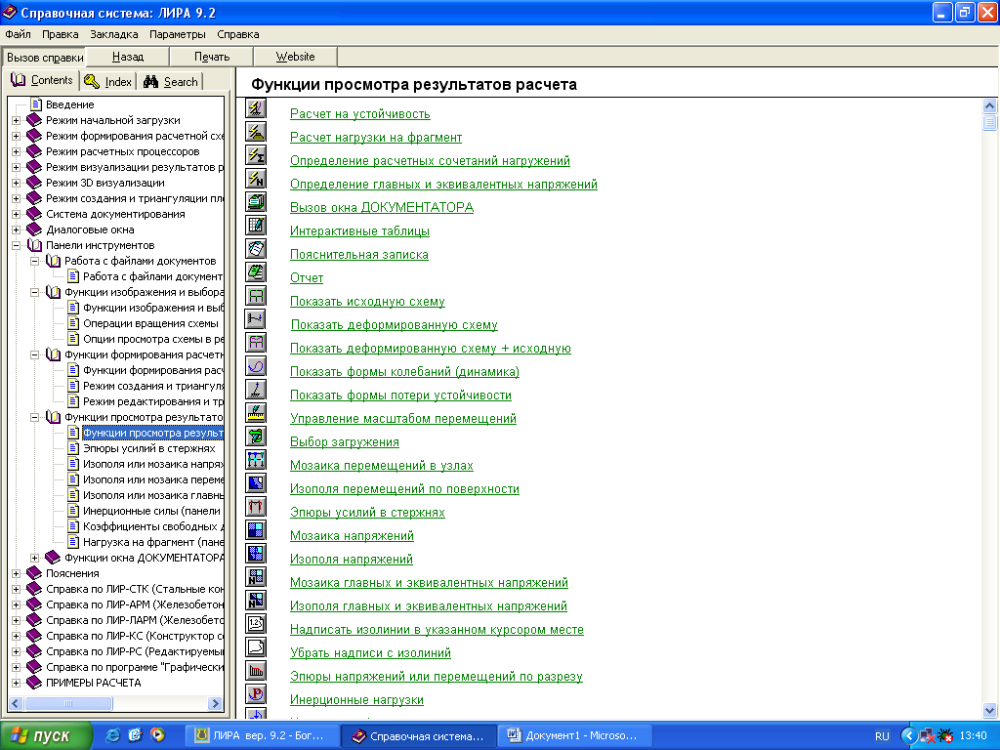 Справочная система: ЛИРА 9.2
Файл Правка Закладка Параметры Справка
Вызов справки Назад Печать Website
Contents Index Search
Введение
Режим начальной загрузки
Режим формирования расчетной схе
Режим расчетных процессоров
Режим визуализации результатов р
Режим 3D визуализации
Режим создания и триангуляции пло
Система документирования
Диалоговые окна
Панели инструментов
Работа с файлами документов
Работа с файлами документ
Функции изображения и выбора
Функции изображения и выб
Операции вращения схемы
Опции просмотра схемы в ре
Функции формирования расчетн
Функции формирования расч
Режим создания и триангуля
Режим редактирования и тр
Функции просмотра результато
Функции просмотра результ
Эпюры усилий в стержнях
Изополя или мозаика напряж
Изополя или мозаика переме
Изополя или мозаика главны
Инерционные силы (панели
Коэффициенты свободных д
Нагрузка на фрагмент (пане
Функции окна ДОКУМЕНТАТОРА
Пояснения
Справка по ЛИР-СТК (Стальные кон
Справка по ЛИР-АРМ (Железобетон
Справка по ЛИР-ЛАРМ (Железобето
Справка по ЛИР-КС (Конструктор се
Справка по ЛИР-РС (Редактируемы
Справка по программе "Графически
ПРИМЕРЫ РАСЧЕТА
Функции просмотра результатов расчета
Расчет на устойчивость
Расчет нагрузки на фрагмент
Определение расчетных сочетаний нагружений
Определение главных и эквивалентных напряжений
Вызов окна ДОКУМЕНТАТОРА
Интерактивные таблицы
Пояснительная записка
Отчет
Показать исходную схему
Показать деформированную схему
Показать деформированную схему + исходную
Показать формы колебаний (динамика)
Показать формы потери устойчивости
Управление масштабом перемещений
Выбор загружения
Мозаика перемещений в узлах
Изополя перемещений по поверхности
Эпюры усилий в стержнях
Мозаика напряжений
Изополя напряжений
Мозаика главных и эквивалентных напряжений
Изополя главных и эквивалентных напряжений
Надписать изолинии в указанном курсором месте
Убрать надписи с изолиний
Эпюры напряжений или перемещений по разрезу
Инерционные нагрузки
пуск ЛИРА вер. 9.2 - Бог... Справочная система... Документ1 - Microso... RU 13:40